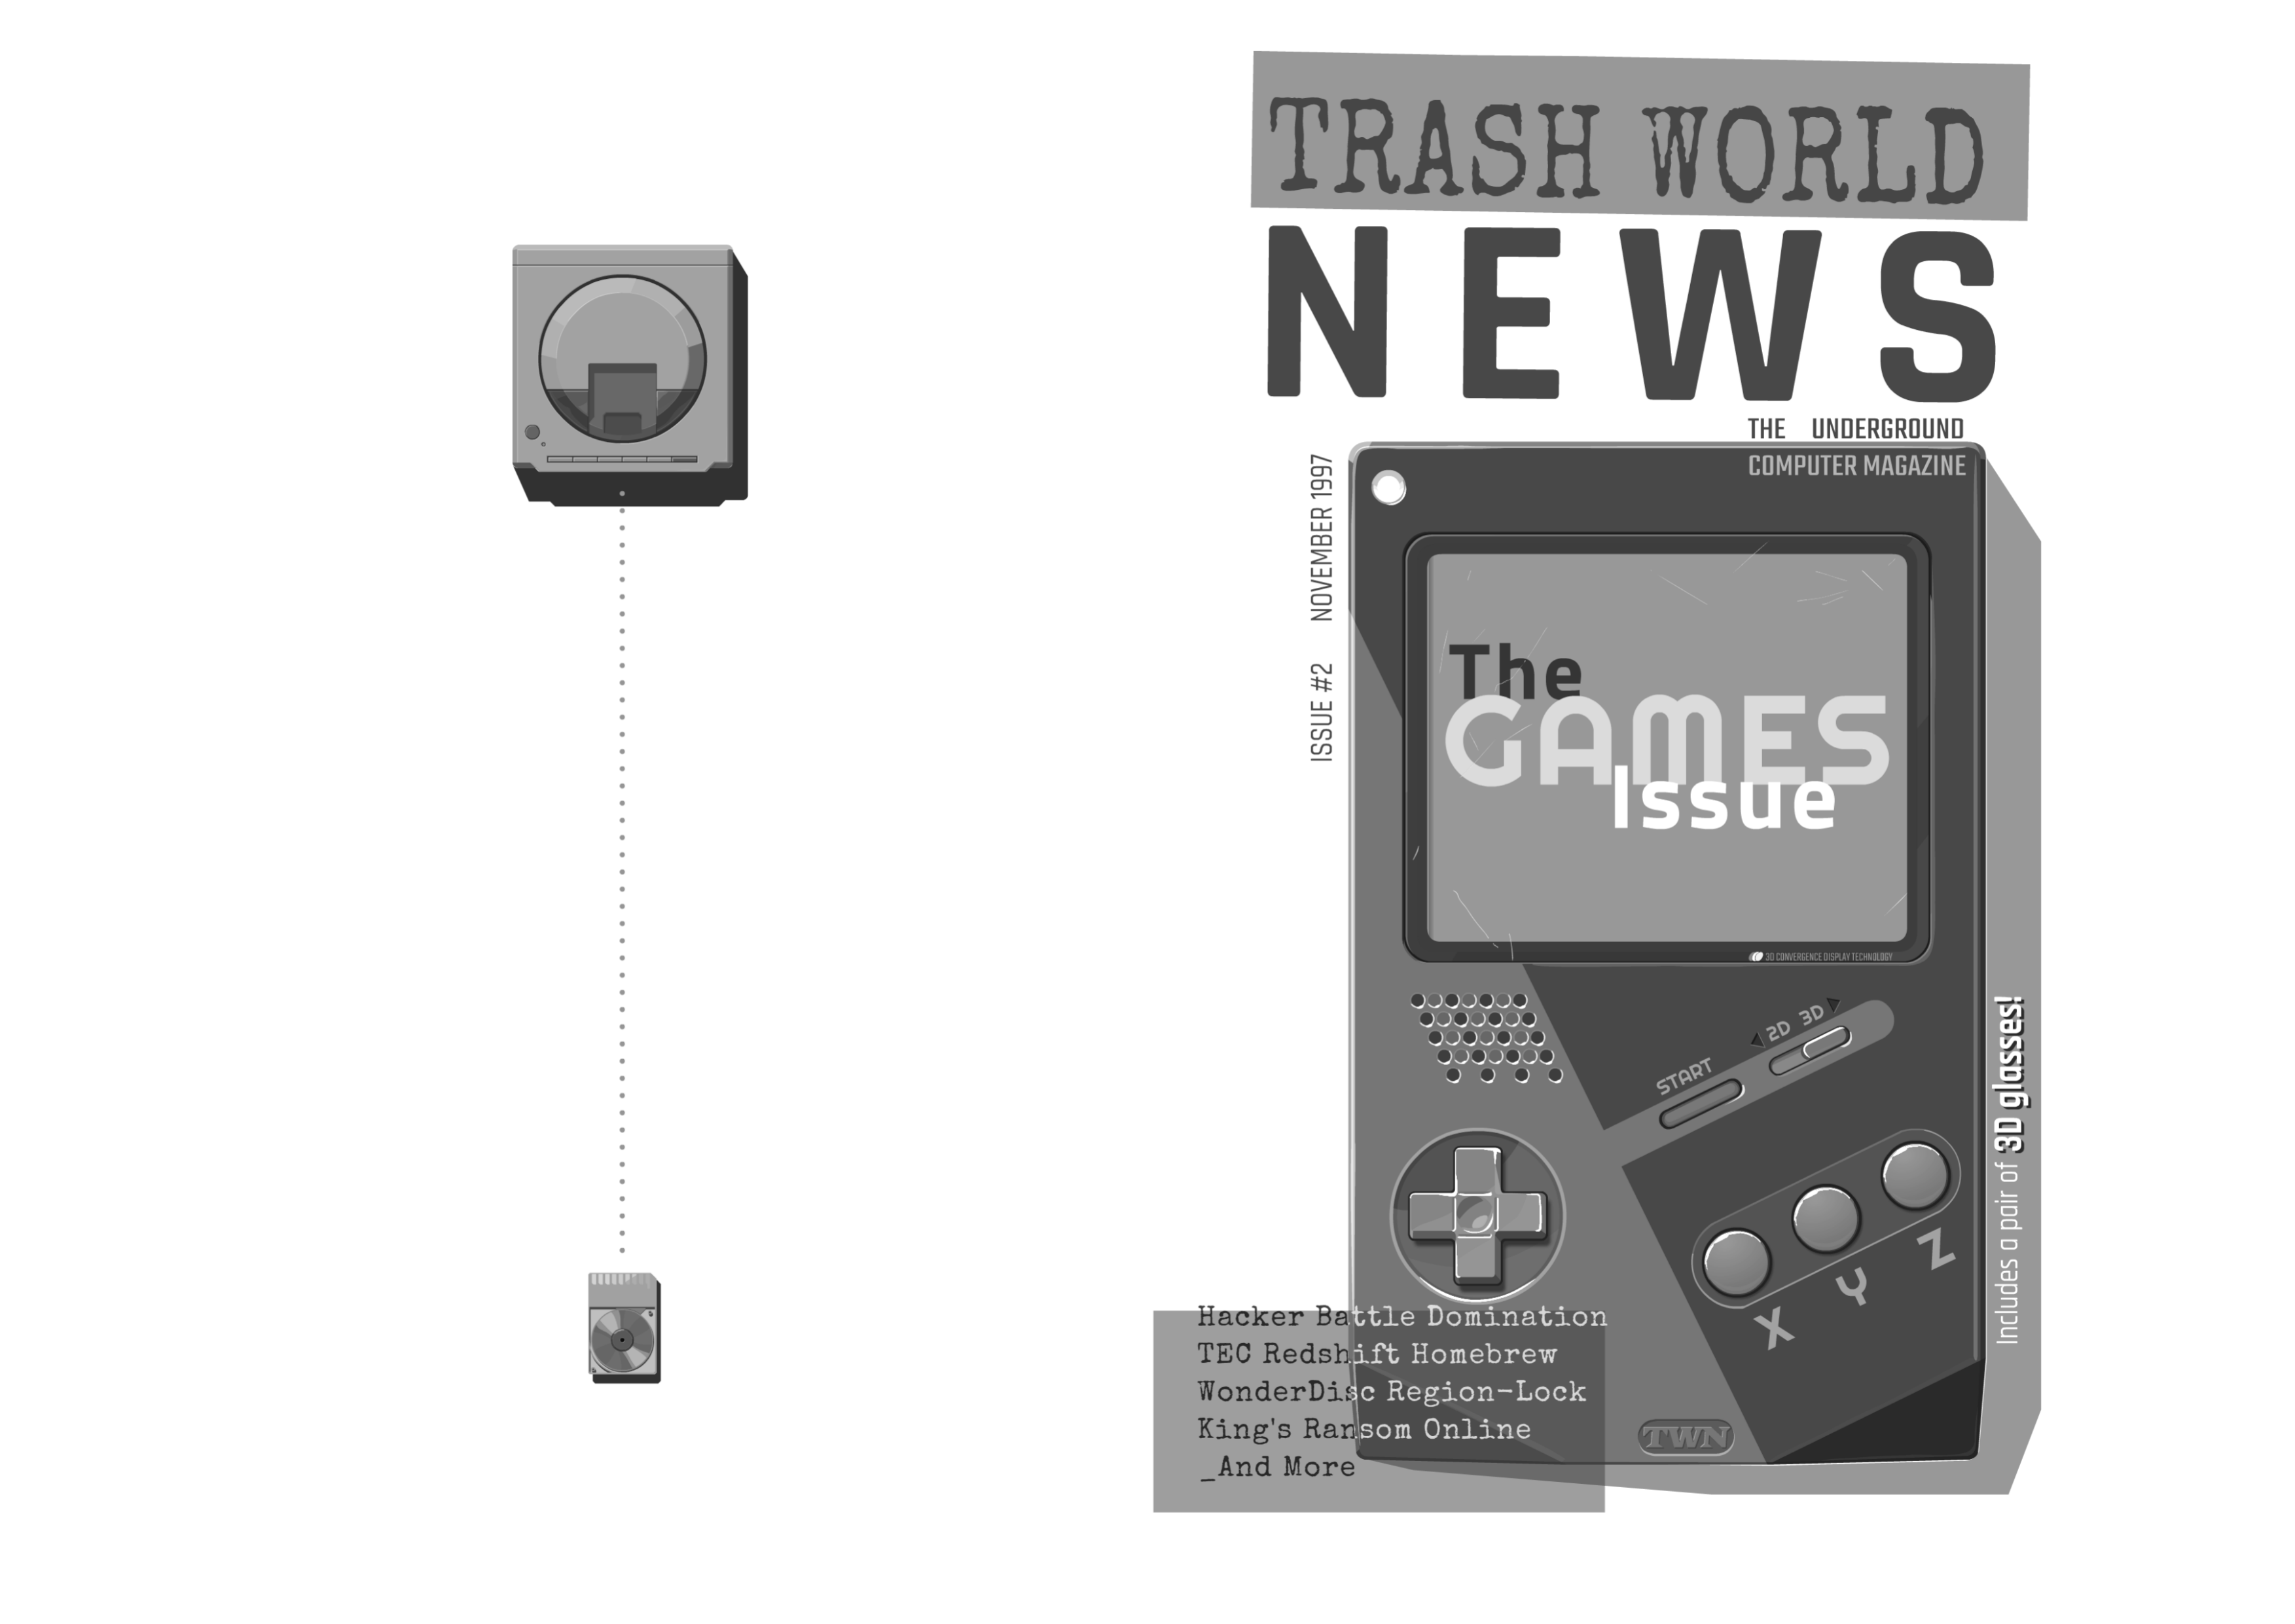 TRASH WORLD
NEWS
THE UNDERGROUND
COMPUTER MAGAZINE
ISSUE #2 NOVEMBER 1997
The
GAMES
Issue
3D CONVERGENCE DISPLAY TECHNOLOGY
START
2D 3D
X Y Z
Includes a pair of 3D glasses!
Hacker Battle Domination
TEC Redshift Homebrew
WonderDisc Region-Lock
King's Ransom Online
_And More
TWN